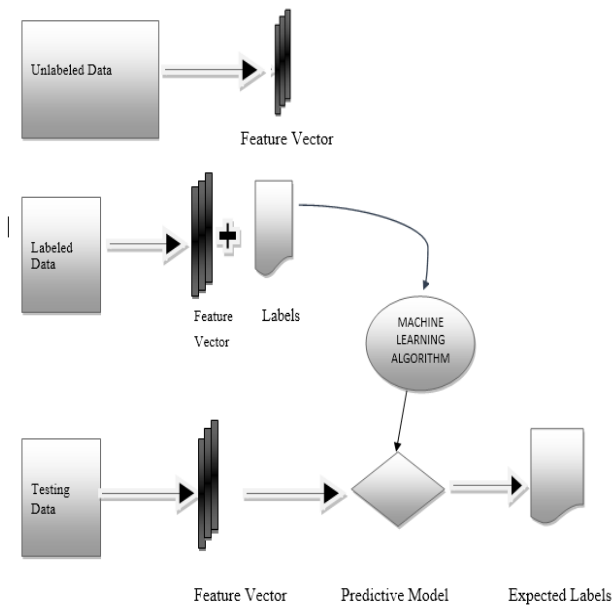 Unlabeled Data
Feature Vector
Labeled
Data
Feature
Vector
Labels
MACHINE
LEARNING
ALGORITHM
Testing
Data
Feature Vector
Predictive Model
Expected Labels